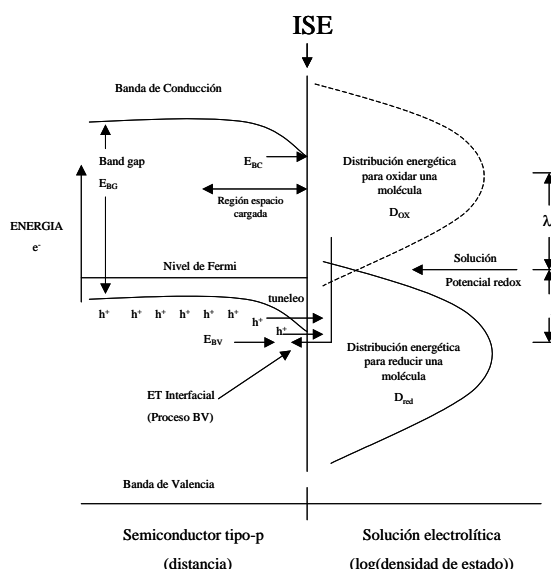 ISE
Banda de Conducción
Band gap
E_BG
E_BC
Región espacio
cargada
ENERGIA
e-
Nivel de Fermi
h+ h+ h+ h+ h+ h+
tuneleo
h+
h+
E_BV
ET Interfacial
(Proceso BV)
Banda de Valencia
Semiconductor tipo-p
(distancia)
Distribución energética
para oxidar una
molécula
D_OX
Solución
Potencial redox
λ
Distribución energética
para reducir una
molécula
D_red
Solución electrolítica
(log(densidad de estado))